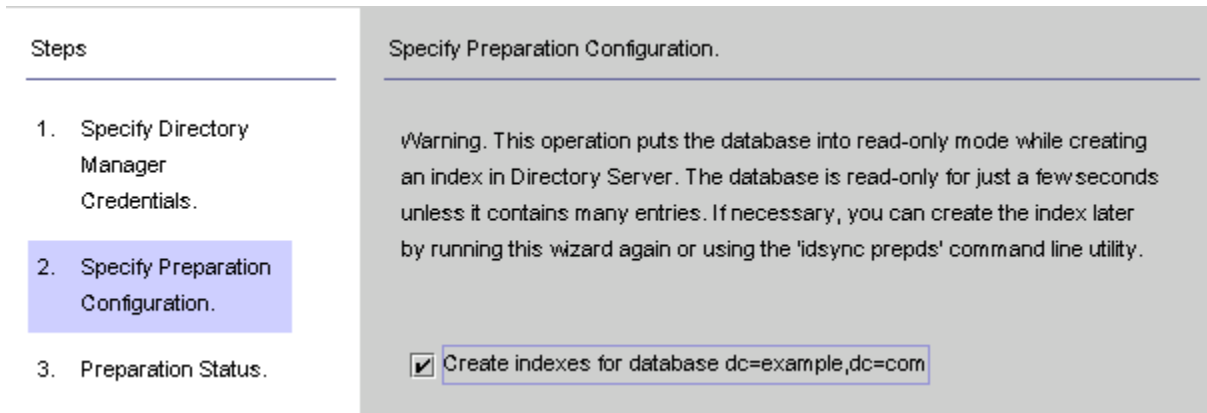 Steps
1. Specify Directory
Manager
Credentials.
2. Specify Preparation
Configuration.
3. Preparation Status.
Specify Preparation Configuration.
Warning. This operation puts the database into read-only mode while creating
an index in Directory Server. The database is read-only for just a few seconds
unless it contains many entries. If necessary, you can create the index later
by running this wizard again or using the 'idsync prepds' command line utility.
Create indexes for database dc=example,dc=com